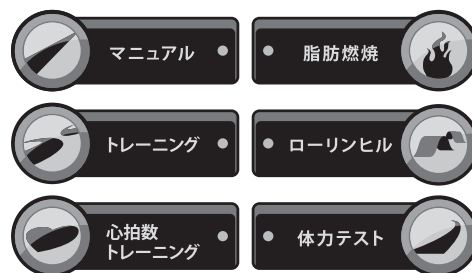 マニュアル
脂肪燃焼
トレーニング
ローリンヒル
心拍数
トレーニング
体力テスト